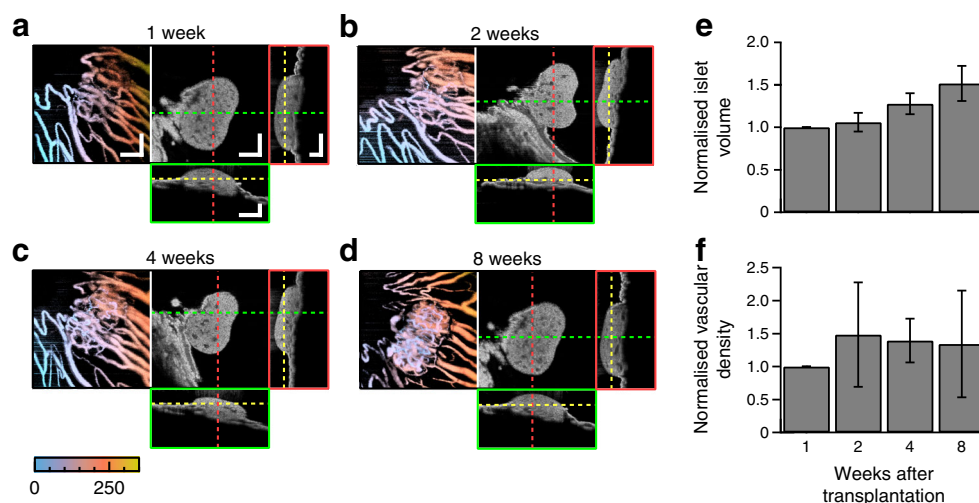 a
1 week
b
2 weeks
c
4 weeks
d
8 weeks
0 250
e
Normalised islet
volume
2.0
1.5
1.0
0.5
0
f
Normalised vascular
density
2.5
2.0
1.5
1.0
0.5
0
1 2 4 8
Weeks after
transplantation